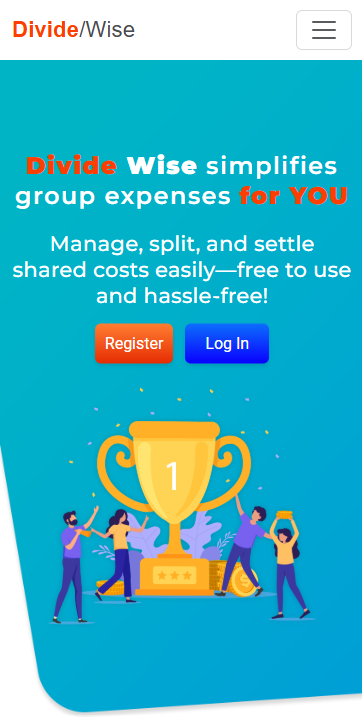 Divide/Wise
Divide Wise simplifies
group expenses for YOU
Manage, split, and settle
shared costs easily—free to use
and hassle-free!
Register Log In
1